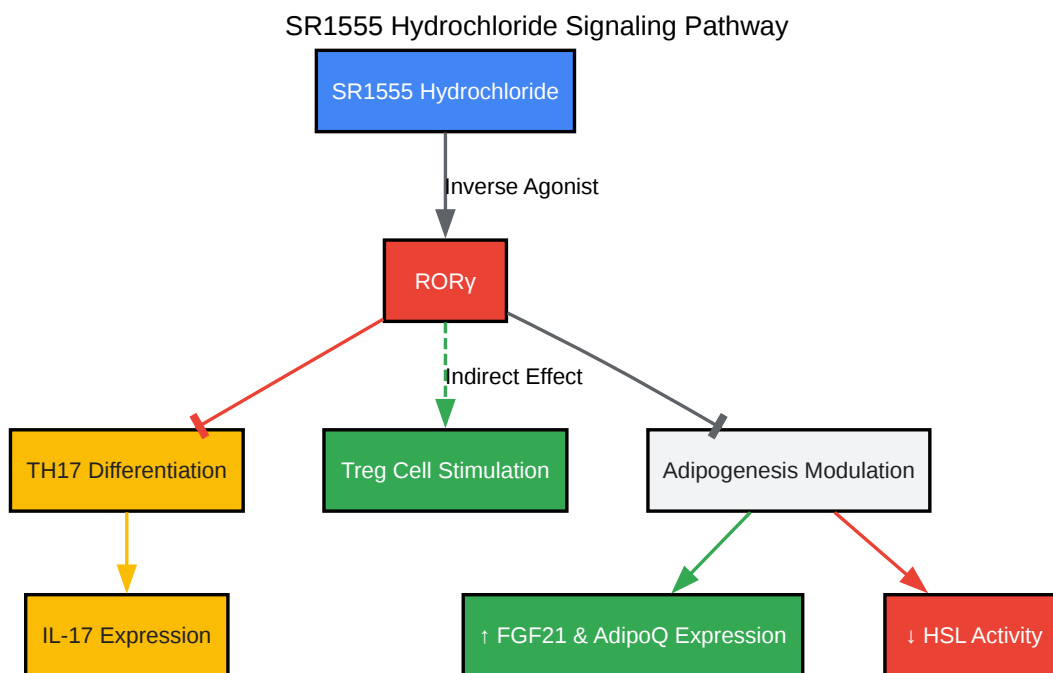 SR1555 Hydrochloride Signaling Pathway
SR1555 Hydrochloride
Inverse Agonist
RORγ
Indirect Effect
TH17 Differentiation
Treg Cell Stimulation
Adipogenesis Modulation
IL-17 Expression
↑ FGF21 & AdipoQ Expression
↓ HSL Activity